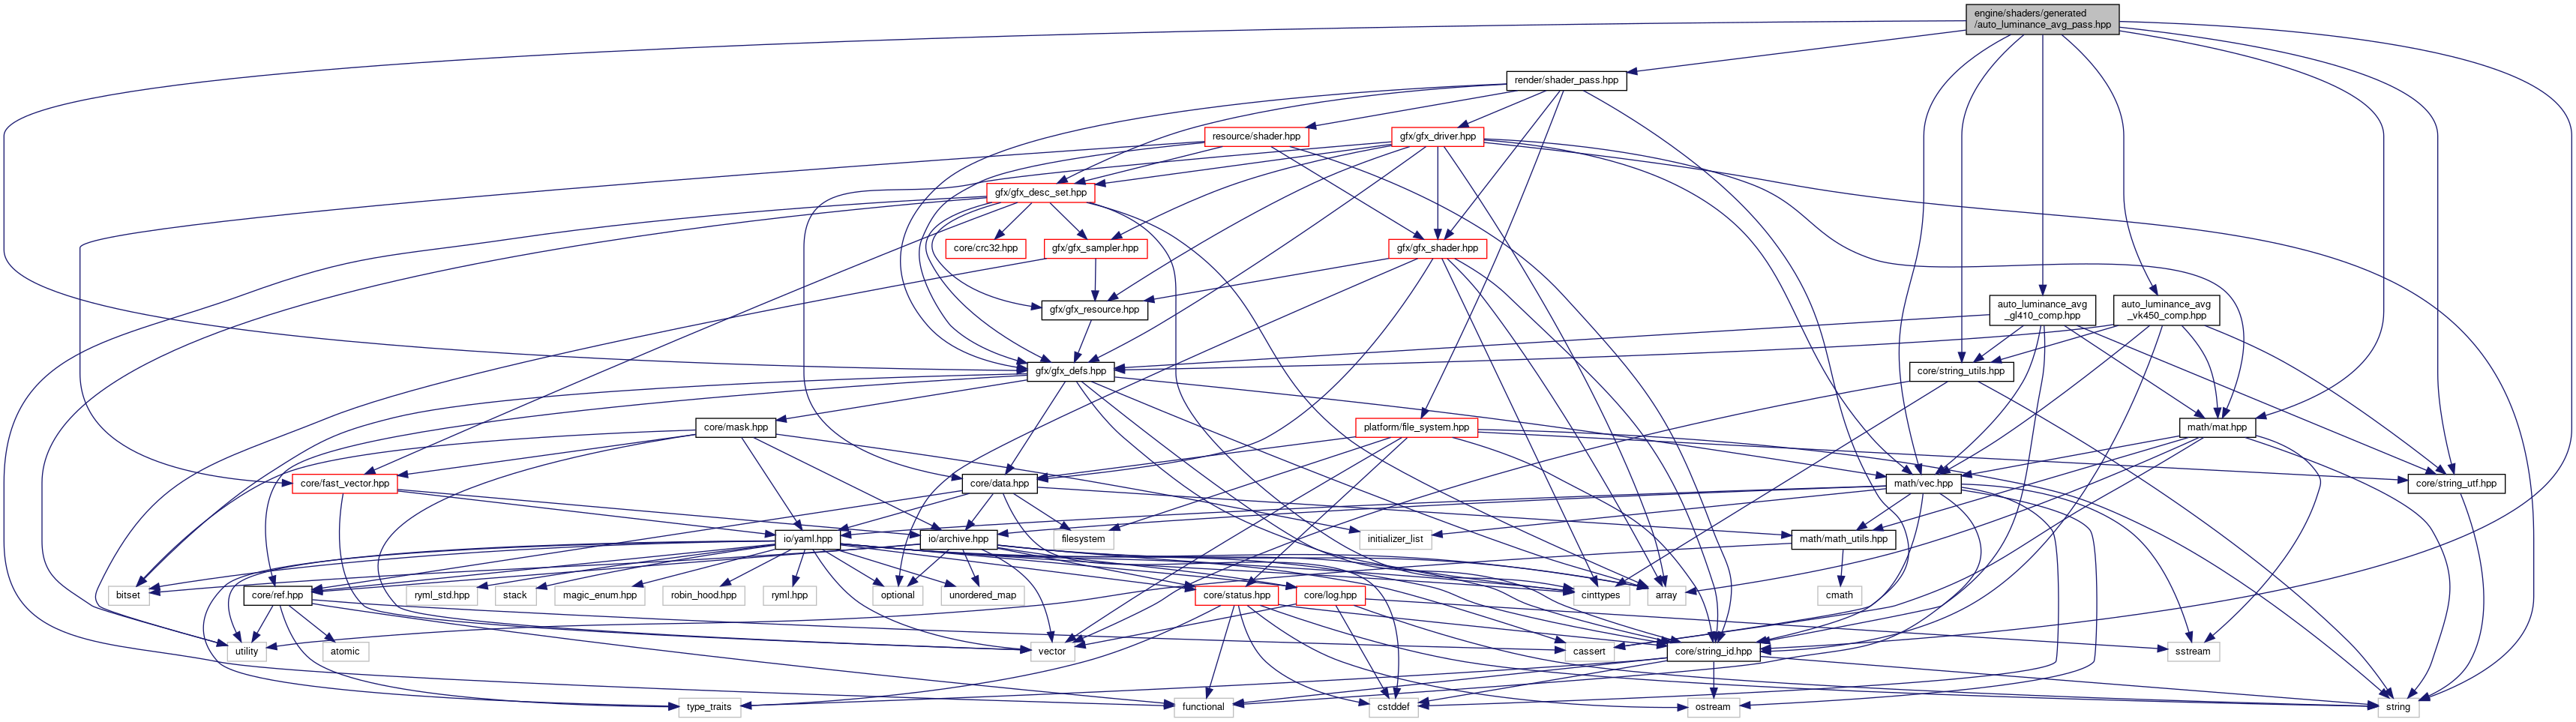 engine/shaders/generated
/auto_luminance_avg_pass.hpp
render/shader_pass.hpp
resource/shader.hpp
gfx/gfx_driver.hpp
gfx/gfx_desc_set.hpp
core/crc32.hpp
gfx/gfx_sampler.hpp
gfx/gfx_shader.hpp
gfx/gfx_resource.hpp
auto_luminance_avg
_gl410_comp.hpp
auto_luminance_avg
_vk450_comp.hpp
gfx/gfx_defs.hpp
core/string_utils.hpp
core/mask.hpp
platform/file_system.hpp
math/mat.hpp
core/fast_vector.hpp
core/data.hpp
math/vec.hpp
core/string_utf.hpp
io/yaml.hpp
io/archive.hpp
filesystem
initializer_list
math/math_utils.hpp
bitset
core/ref.hpp
ryml_std.hpp
stack
magic_enum.hpp
robin_hood.hpp
ryml.hpp
optional
unordered_map
core/status.hpp
core/log.hpp
cinttypes
array
cmath
utility
atomic
vector
cassert
core/string_id.hpp
sstream
type_traits
functional
cstddef
ostream
string